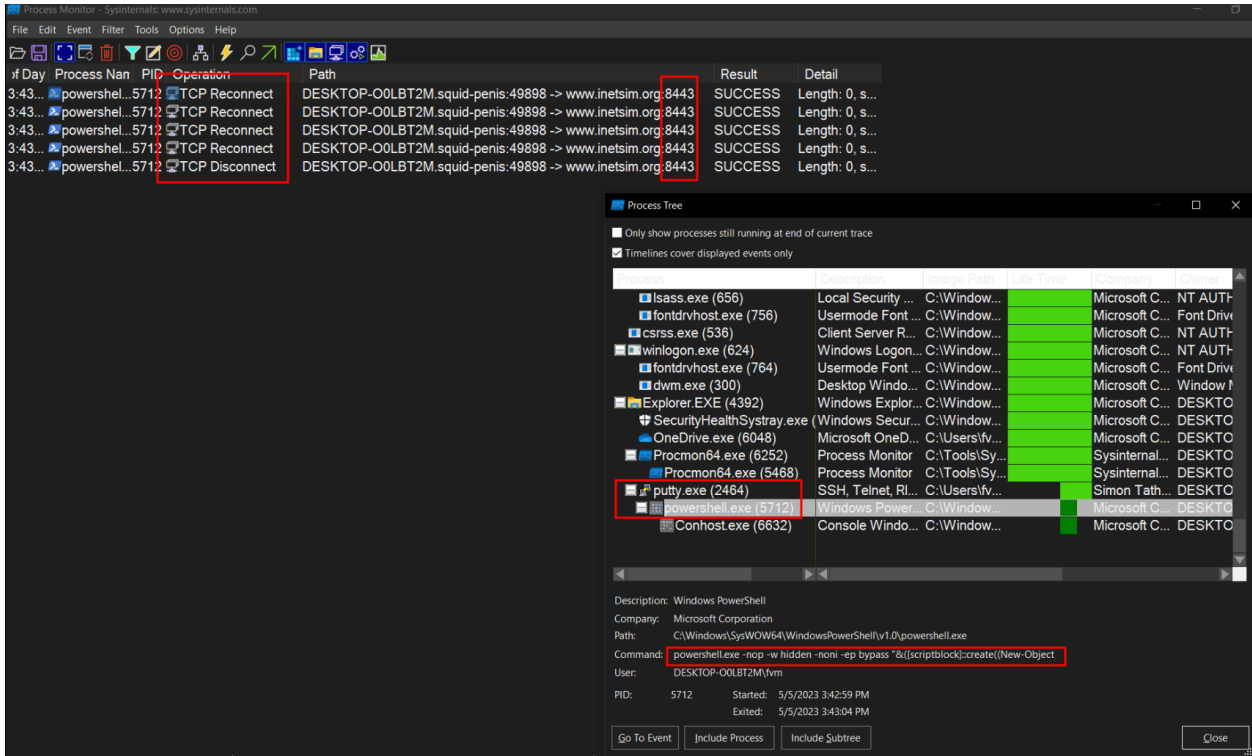 Process Monitor - Sysinternals: www.sysinternals.com
File Edit Event Filter Tools Options Help
of Day Process Nan PID Operation Path Result Detail
3:43... powershel... 5712 TCP Reconnect DESKTOP-O0LBT2M.squid-penis:49898 -> www.inetsim.org:8443 SUCCESS Length: 0, s...
3:43... powershel... 5712 TCP Reconnect DESKTOP-O0LBT2M.squid-penis:49898 -> www.inetsim.org:8443 SUCCESS Length: 0, s...
3:43... powershel... 5712 TCP Reconnect DESKTOP-O0LBT2M.squid-penis:49898 -> www.inetsim.org:8443 SUCCESS Length: 0, s...
3:43... powershel... 5712 TCP Reconnect DESKTOP-O0LBT2M.squid-penis:49898 -> www.inetsim.org:8443 SUCCESS Length: 0, s...
3:43... powershel... 5712 TCP Disconnect DESKTOP-O0LBT2M.squid-penis:49898 -> www.inetsim.org:8443 SUCCESS Length: 0, s...
Process Tree
Only show processes still running at end of current trace
Timelines cover displayed events only
Process Description Image Path Life Time Company Owner
lsass.exe (656) Local Security ... C:\Window... Microsoft C... NT AUTH
fontdrvhost.exe (756) Usermode Font ... C:\Window... Microsoft C... Font Drive
csrss.exe (536) Client Server R... C:\Window... Microsoft C... NT AUTH
winlogon.exe (624) Windows Logon... C:\Window... Microsoft C... NT AUTH
fontdrvhost.exe (764) Usermode Font ... C:\Window... Microsoft C... Font Drive
dwm.exe (300) Desktop Windo... C:\Window... Microsoft C... Window M
Explorer.EXE (4392) Windows Explor... C:\Window... Microsoft C... DESKTO
SecurityHealthSystray.exe ( Windows Secur... C:\Window... Microsoft C... DESKTO
OneDrive.exe (6048) Microsoft OneD... C:\Users\fv... Microsoft C... DESKTO
Procmon64.exe (6252) Process Monitor C:\Tools\Sy... Sysinternal... DESKTO
Procmon64.exe (5468) Process Monitor C:\Tools\Sy... Sysinternal... DESKTO
putty.exe (2464) SSH, Telnet, Rl... C:\Users\fv... Simon Tath... DESKTO
powershell.exe (5712) Windows Power... C:\Window... Microsoft C... DESKTO
Conhost.exe (6632) Console Windo... C:\Window... Microsoft C... DESKTO
Description: Windows PowerShell
Company: Microsoft Corporation
Path: C:\Windows\SysWOW64\WindowsPowerShell\v1.0\powershell.exe
Command: powershell.exe -nop -w hidden -noni -ep bypass "&([scriptblock]::create((New-Object
User: DESKTOP-O0LBT2M\fvm
PID: 5712 Started: 5/5/2023 3:42:59 PM
Exited: 5/5/2023 3:43:04 PM
Go To Event Include Process Include Subtree Close